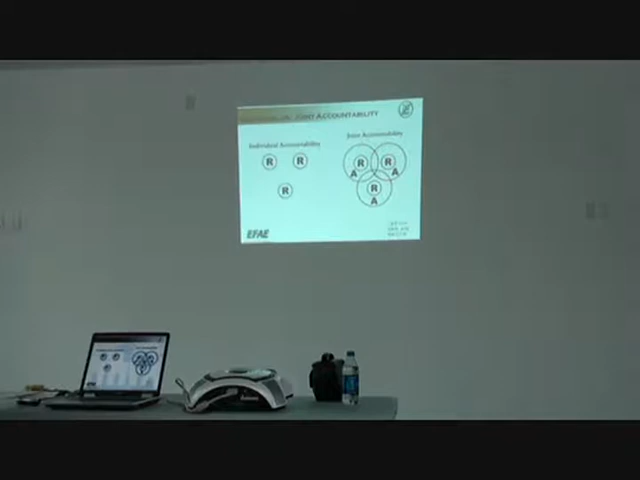 JOINT ACCOUNTABILITY
Individual Accountability
Joint Accountability
R R
R
R R
A A
R
A
EFAE